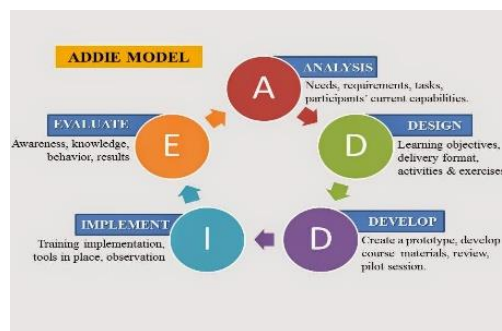 ADDIE MODEL
A
ANALYSIS
Needs, requirements, tasks,
participants' current capabilities.
D
DESIGN
Learning objectives,
delivery format,
activities & exercises
D
DEVELOP
Create a prototype, develop
course materials, review,
pilot session.
I
IMPLEMENT
Training implementation,
tools in place, observation
E
EVALUATE
Awareness, knowledge,
behavior, results